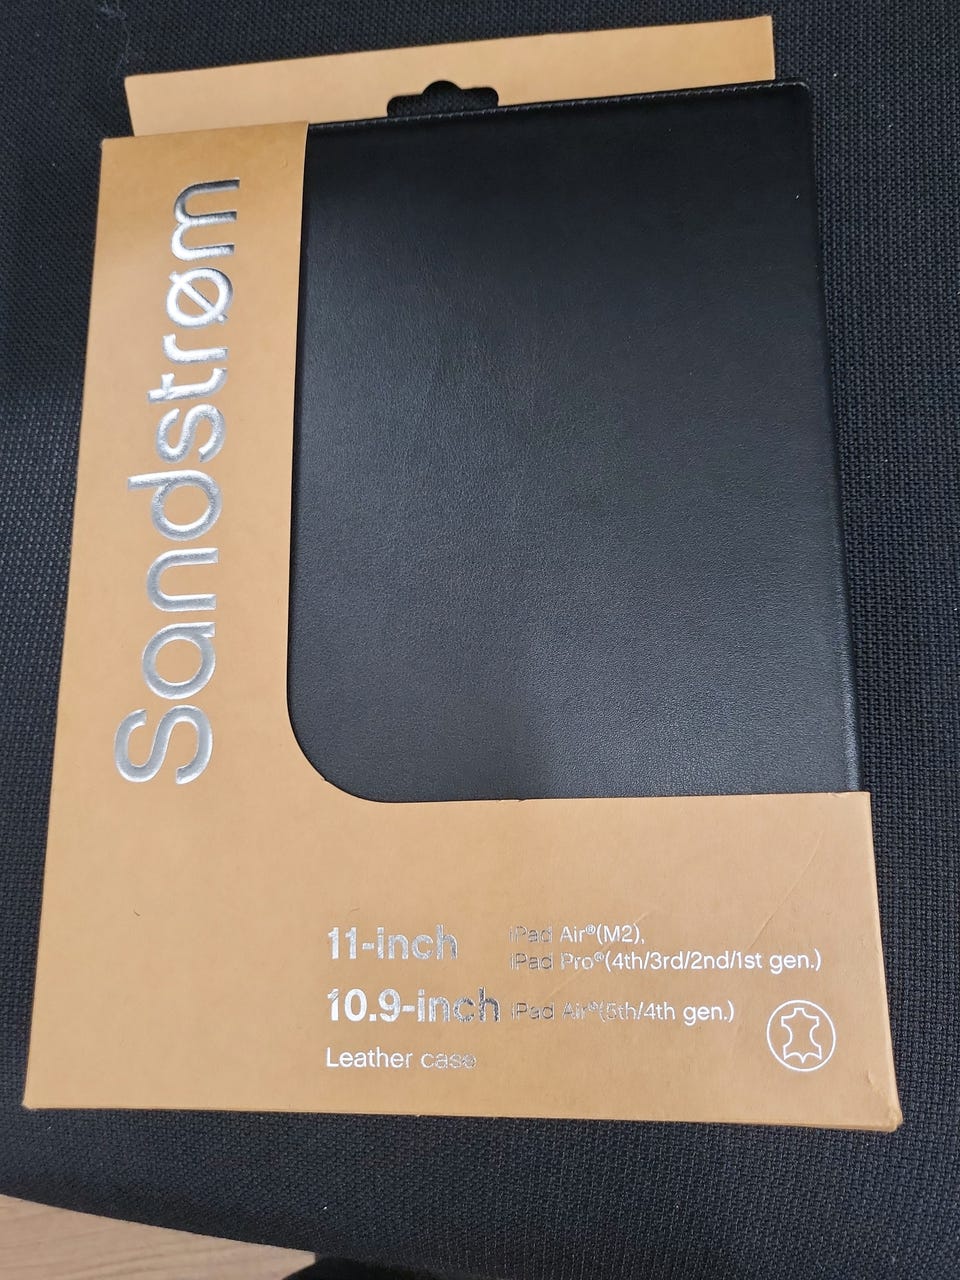 Sandstrøm
11-inch iPad Air®(M2),
iPad Pro®(4th/3rd/2nd/1st gen.)
10.9-inch iPad Air®(5th/4th gen.)
Leather case